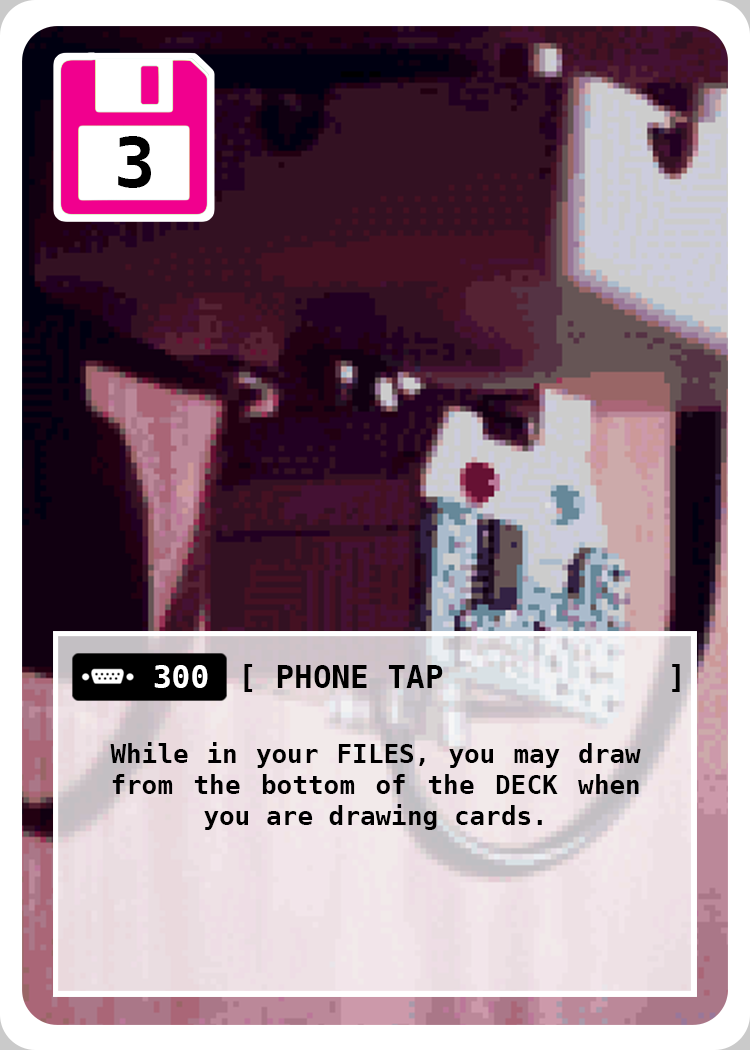 3
300 [ PHONE TAP ]
While in your FILES, you may draw
from the bottom of the DECK when
you are drawing cards.